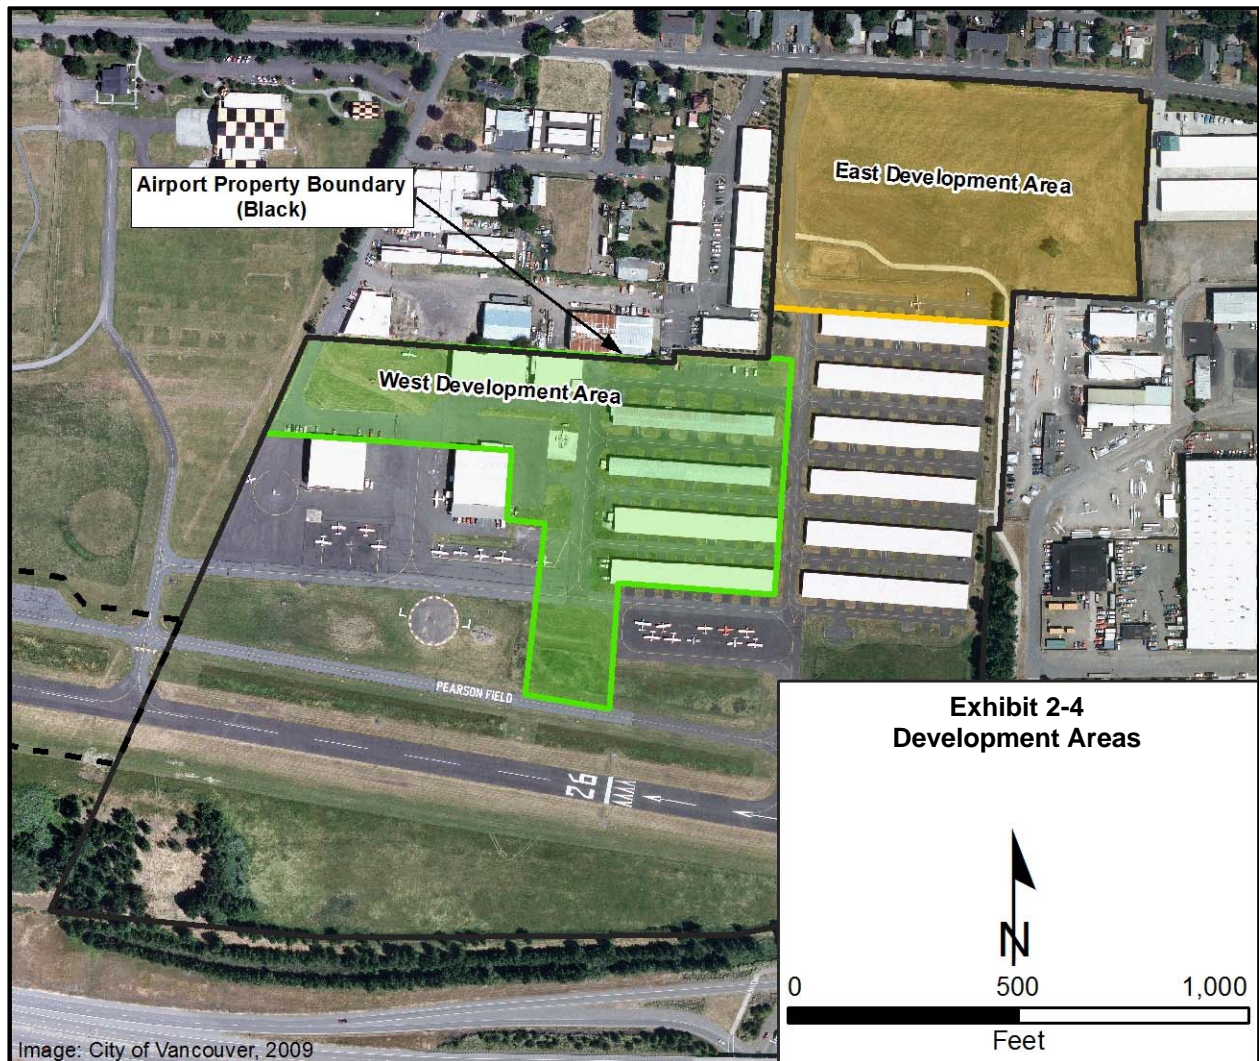 East Development Area
Airport Property Boundary
(Black)
West Development Area
PEARSON FIELD
26
Exhibit 2-4
Development Areas
N
0 500 1,000
Feet
Image: City of Vancouver, 2009